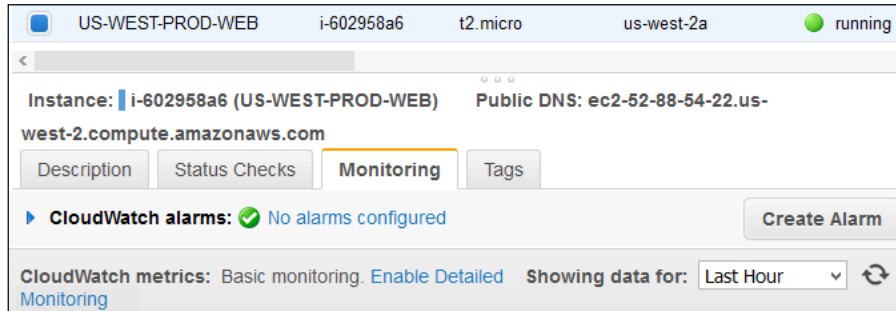 US-WEST-PROD-WEB i-602958a6 t2.micro us-west-2a running
Instance: i-602958a6 (US-WEST-PROD-WEB) Public DNS: ec2-52-88-54-22.us-
west-2.compute.amazonaws.com
Description Status Checks Monitoring Tags
CloudWatch alarms: No alarms configured Create Alarm
CloudWatch metrics: Basic monitoring. Enable Detailed Showing data for: Last Hour
Monitoring